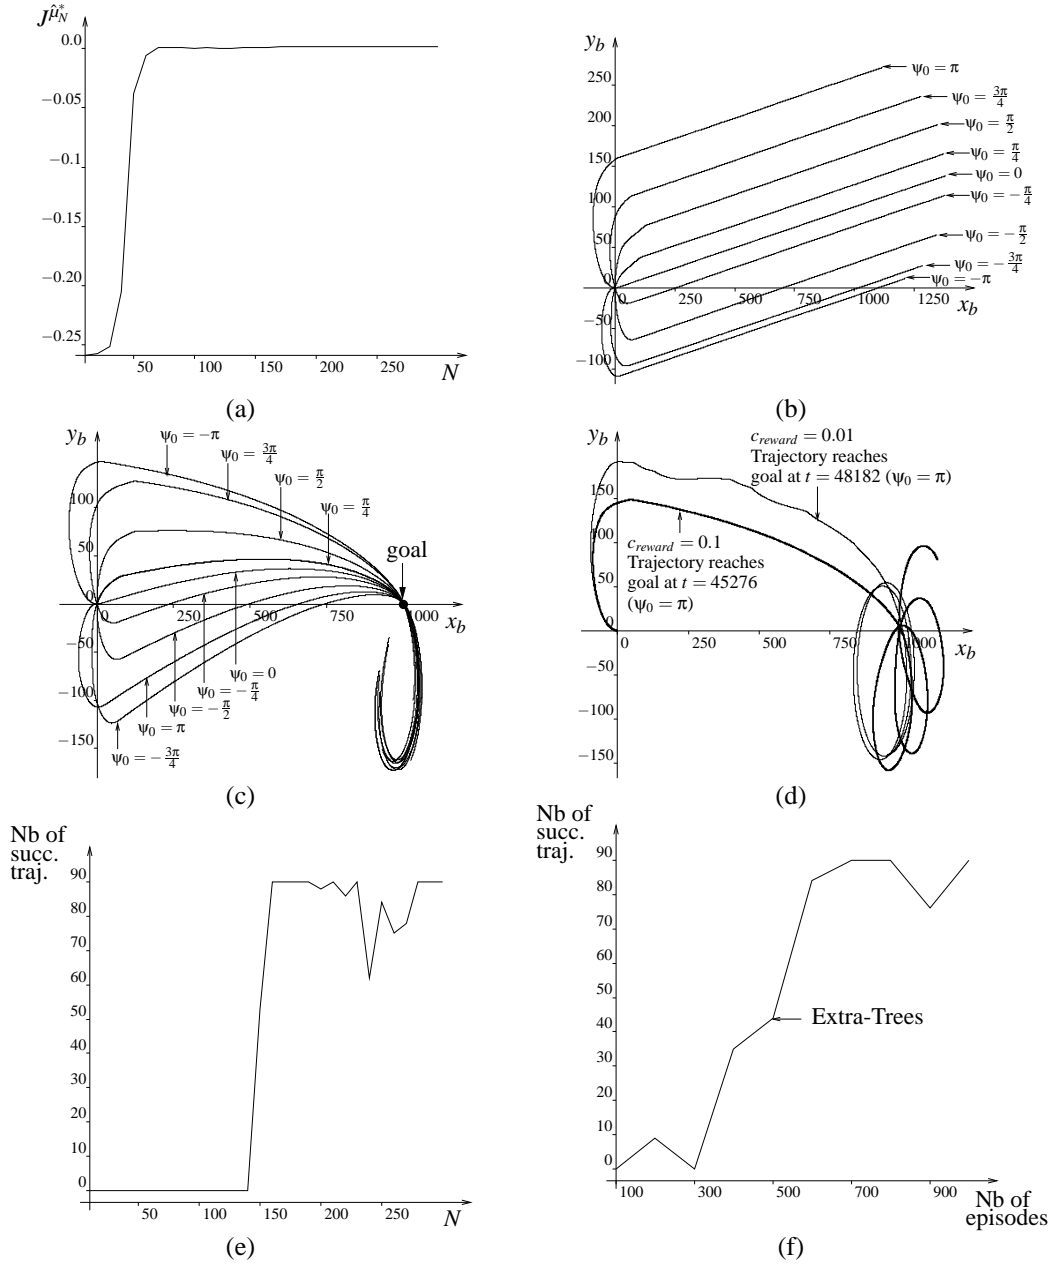 J^{μ̂*_N}
0.0
−0.05
−0.1
−0.15
−0.20
−0.25
50 100 150 200 250
N
(a)
y_b
250
200
150
100
50
0
−50
−100
0 250 500 750 1000 1250
x_b
ψ0 = π
ψ0 = 3π/4
ψ0 = π/2
ψ0 = π/4
ψ0 = 0
ψ0 = −π/4
ψ0 = −π/2
ψ0 = −3π/4
ψ0 = −π
(b)
y_b
ψ0 = −π
ψ0 = 3π/4
ψ0 = π/2
ψ0 = π/4
goal
100
50
0
−50
−100
−150
0 250 500 750 1000
x_b
ψ0 = 0
ψ0 = −π/4
ψ0 = −π/2
ψ0 = π
ψ0 = −3π/4
(c)
y_b
c_reward = 0.01
Trajectory reaches
goal at t = 48182 (ψ0 = π)
150
100
50
0
−50
−100
−150
c_reward = 0.1
Trajectory reaches
goal at t = 45276
(ψ0 = π)
0 250 500 750 1000
x_b
(d)
Nb of
succ.
traj.
90
80
70
60
50
40
30
20
10
0
50 100 150 200 250
N
(e)
Nb of
succ.
traj.
90
80
70
60
50
40
30
20
10
0
Extra-Trees
100 300 500 700 900
Nb of
episodes
(f)